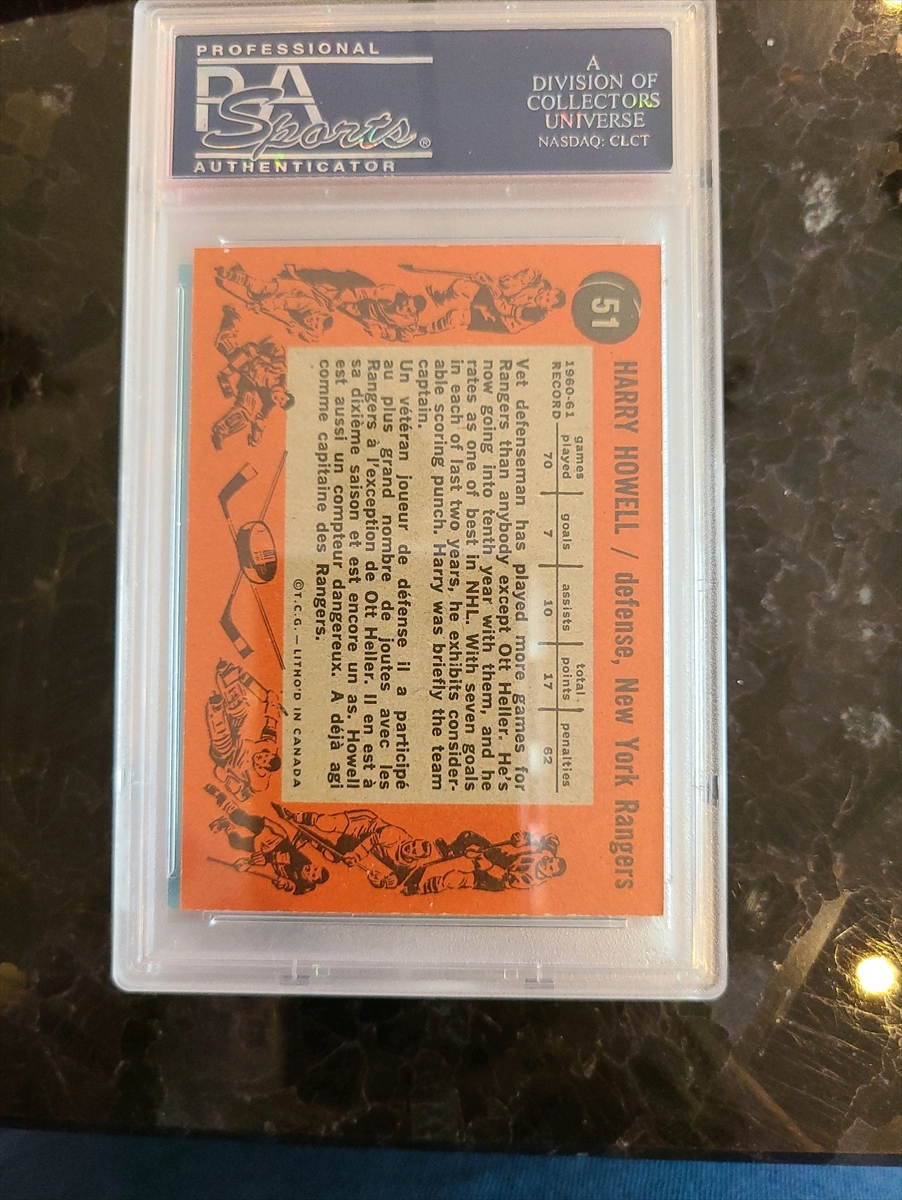 PROFESSIONAL
PSA
Sports®
AUTHENTICATOR
A
DIVISION OF
COLLECTORS
UNIVERSE
NASDAQ: CLCT
51
HARRY HOWELL / defense, New York Rangers
1960-61 RECORD
games played goals assists total points penalties
70 7 10 17 62
Vet defenseman has played more games for
Rangers than anybody except Ott Heller. He's
now going into tenth year with them, and he
rates as one of best in NHL. With seven goals
in each of last two years, he exhibits consider-
able scoring punch. Harry was briefly the team
captain.
Un vétéran joueur de défense il a participé
au plus grand nombre de joutes avec les
Rangers à l'exception de Ott Heller. Il en est à
sa dixième saison et est encore un as. Howell
est aussi un compteur dangereux. A déjà agi
comme capitaine des Rangers.
©T.C.G. — LITHO'D IN CANADA